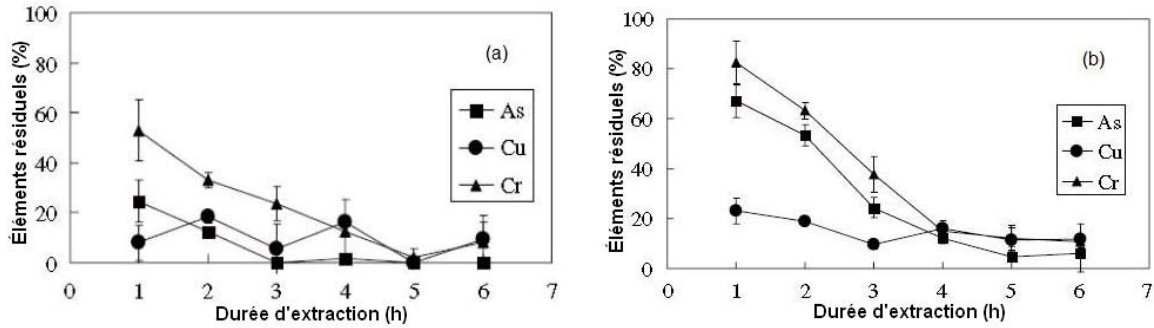 Éléments résiduels (%)
100
80
60
40
20
0
(a)
As
Cu
Cr
0 1 2 3 4 5 6 7
Durée d'extraction (h)
Éléments résiduels (%)
100
80
60
40
20
0
(b)
As
Cu
Cr
0 1 2 3 4 5 6 7
Durée d'extraction (h)